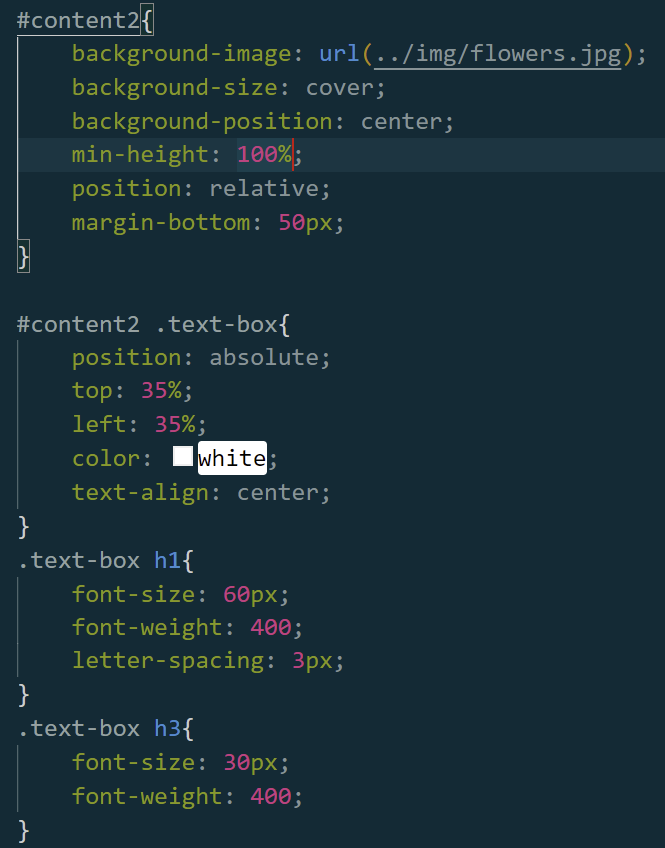 #content2{
    background-image: url(../img/flowers.jpg);
    background-size: cover;
    background-position: center;
    min-height: 100%;
    position: relative;
    margin-bottom: 50px;
}

#content2 .text-box{
    position: absolute;
    top: 35%;
    left: 35%;
    color: white;
    text-align: center;
}
.text-box h1{
    font-size: 60px;
    font-weight: 400;
    letter-spacing: 3px;
}
.text-box h3{
    font-size: 30px;
    font-weight: 400;
}